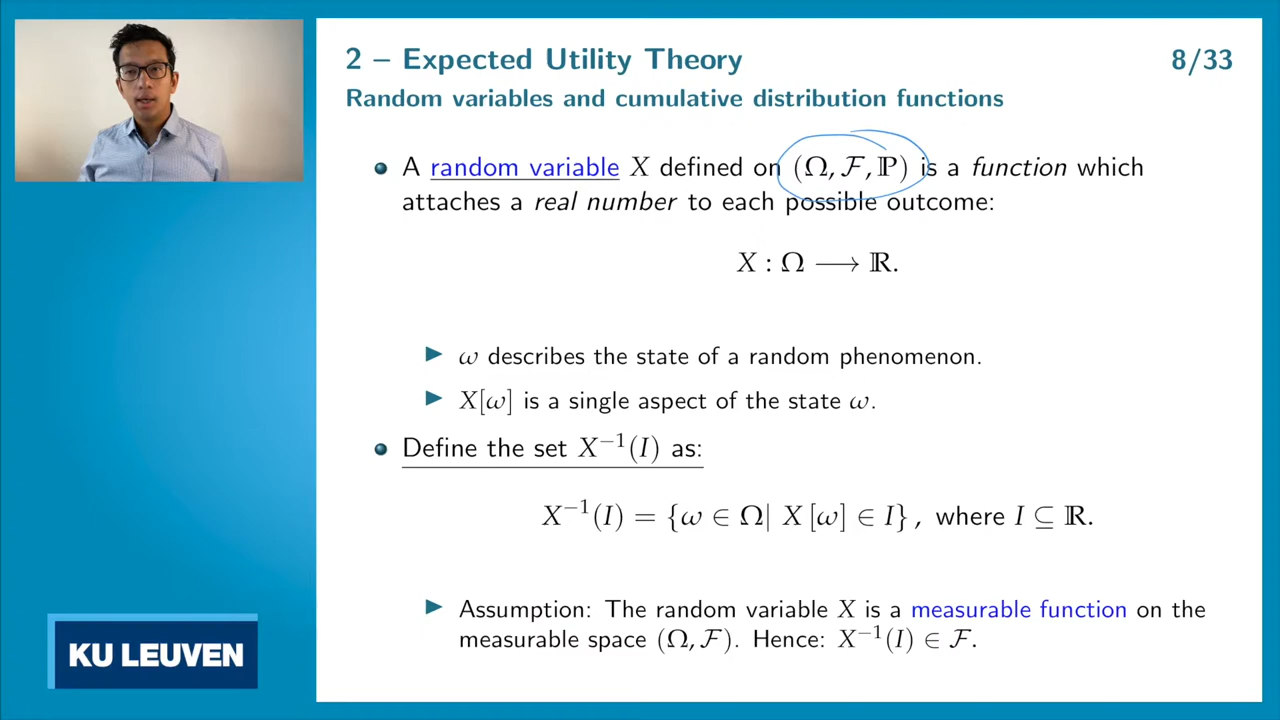 2 – Expected Utility Theory
8/33
Random variables and cumulative distribution functions
A random variable X defined on (Ω, ℱ, ℙ) is a function which
attaches a real number to each possible outcome:
X : Ω ⟶ ℝ.
ω describes the state of a random phenomenon.
X[ω] is a single aspect of the state ω.
Define the set X⁻¹(I) as:
X⁻¹(I) = {ω ∈ Ω| X [ω] ∈ I} , where I ⊆ ℝ.
Assumption: The random variable X is a measurable function on the
measurable space (Ω, ℱ). Hence: X⁻¹(I) ∈ ℱ.
KU LEUVEN